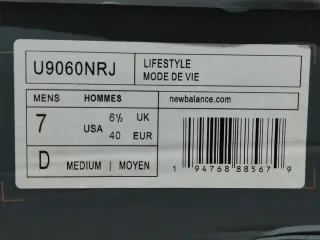 U9060NRJ
LIFESTYLE
MODE DE VIE
MENS HOMMES
newbalance.com
7 USA 6½ UK
40 EUR
D MEDIUM | MOYEN
1 94768 88567 9